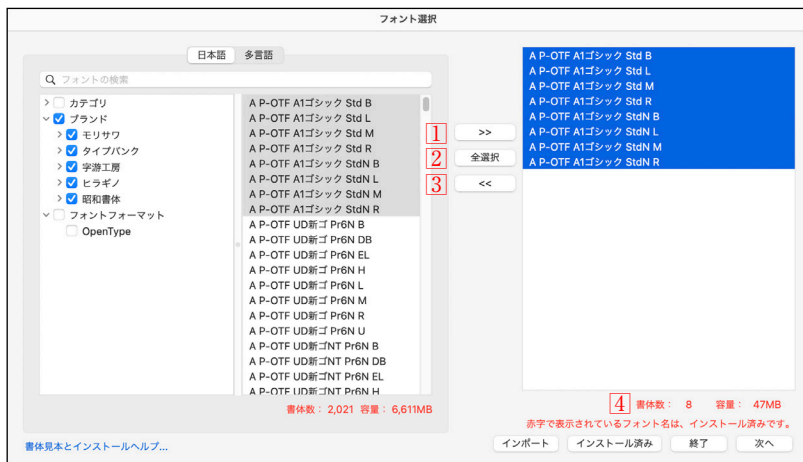 フォント選択
日本語 多言語
フォントの検索
カテゴリ
ブランド
モリサワ
タイプバンク
字游工房
ヒラギノ
昭和書体
フォントフォーマット
OpenType
A P-OTF A1ゴシック Std B
A P-OTF A1ゴシック Std L
A P-OTF A1ゴシック Std M
A P-OTF A1ゴシック Std R
A P-OTF A1ゴシック StdN B
A P-OTF A1ゴシック StdN L
A P-OTF A1ゴシック StdN M
A P-OTF A1ゴシック StdN R
A P-OTF UD新ゴ Pr6N B
A P-OTF UD新ゴ Pr6N DB
A P-OTF UD新ゴ Pr6N EL
A P-OTF UD新ゴ Pr6N H
A P-OTF UD新ゴ Pr6N L
A P-OTF UD新ゴ Pr6N M
A P-OTF UD新ゴ Pr6N R
A P-OTF UD新ゴ Pr6N U
A P-OTF UD新ゴNT Pr6N B
A P-OTF UD新ゴNT Pr6N DB
A P-OTF UD新ゴNT Pr6N EL
A P-OTF UD新ゴNT Pr6N H
書体数： 2,021 容量： 6,611MB
1 >>
2 全選択
3 <<
A P-OTF A1ゴシック Std B
A P-OTF A1ゴシック Std L
A P-OTF A1ゴシック Std M
A P-OTF A1ゴシック Std R
A P-OTF A1ゴシック StdN B
A P-OTF A1ゴシック StdN L
A P-OTF A1ゴシック StdN M
A P-OTF A1ゴシック StdN R
4 書体数： 8 容量： 47MB
赤字で表示されているフォント名は、インストール済みです。
書体見本とインストールヘルプ...
インポート インストール済み 終了 次へ